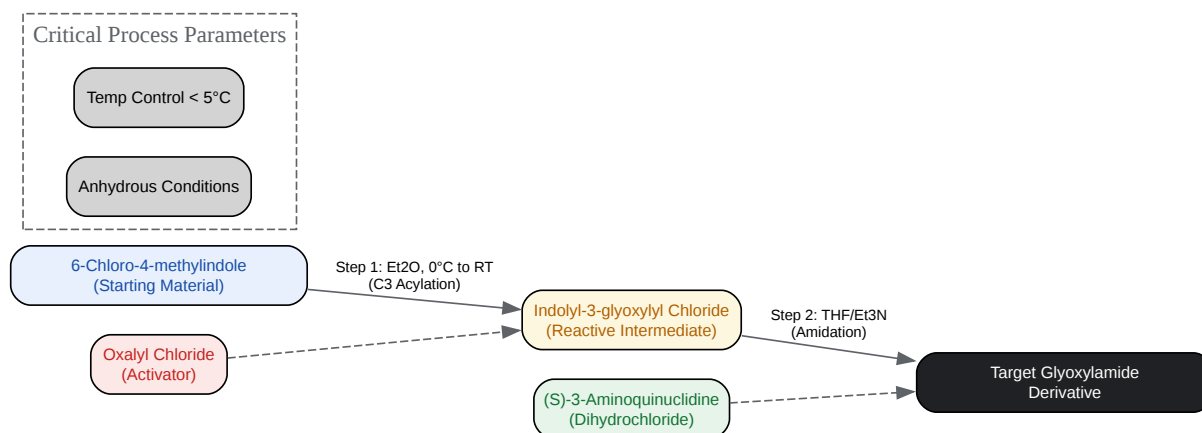 Critical Process Parameters
Temp Control < 5°C
Anhydrous Conditions
6-Chloro-4-methylindole
(Starting Material)
Step 1: Et2O, 0°C to RT
(C3 Acylation)
Oxalyl Chloride
(Activator)
Indolyl-3-glyoxylyl Chloride
(Reactive Intermediate)
Step 2: THF/Et3N
(Amidation)
(S)-3-Aminoquinuclidine
(Dihydrochloride)
Target Glyoxylamide
Derivative